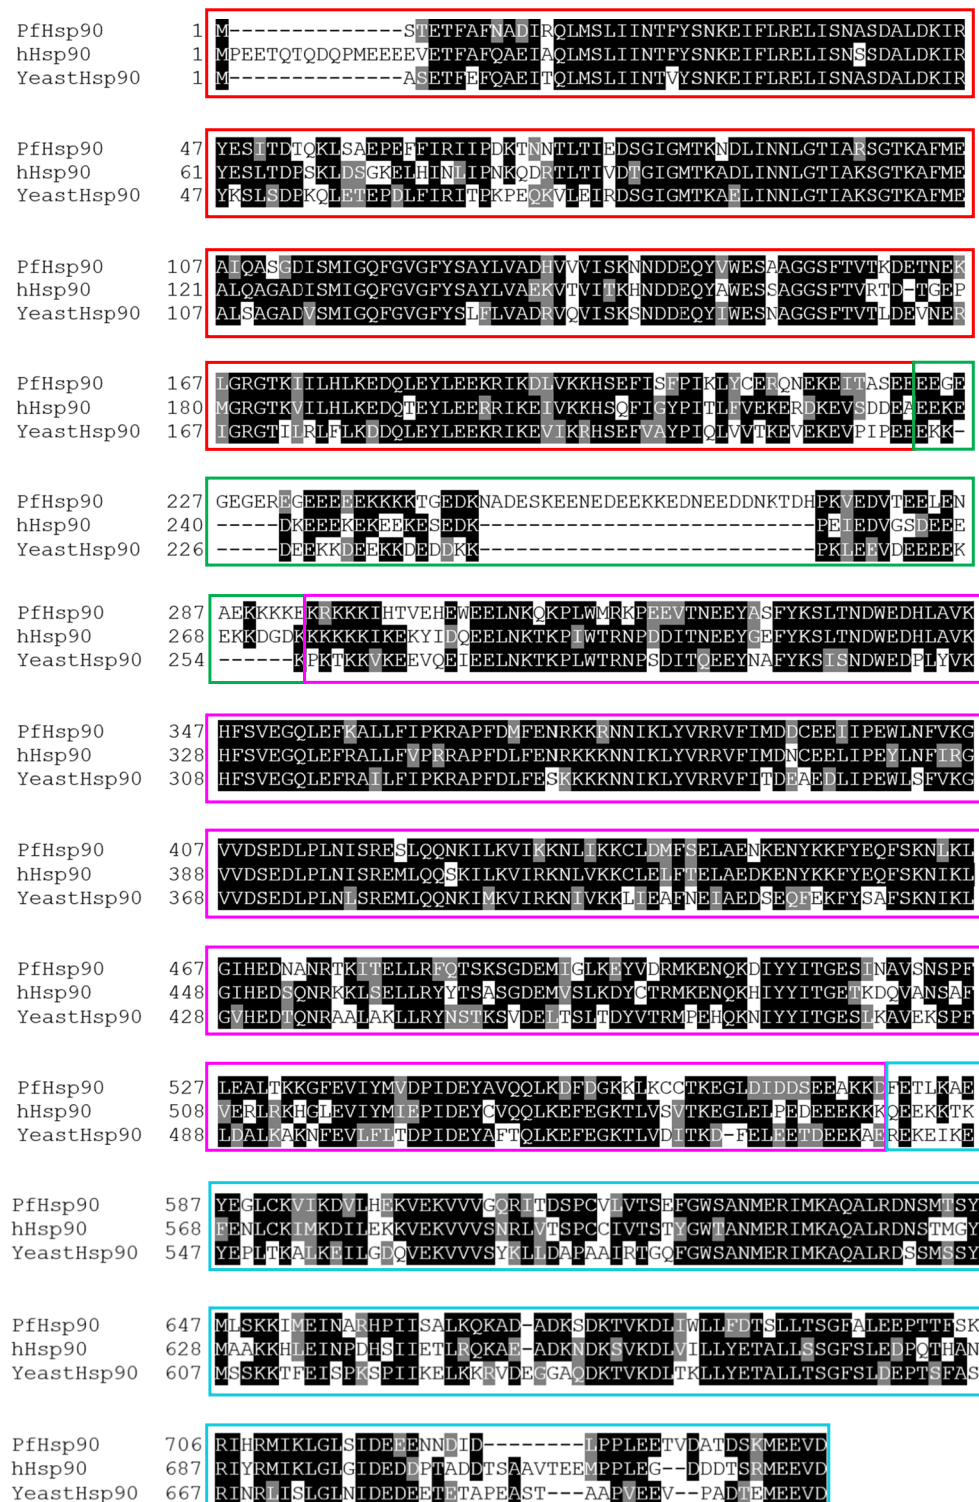 PfHsp90 1 M--------------STETFAFNADIRQLMSLIINTFYSNKEIFLRELISNASDALDKIR
hHsp90 1 MPEETQTQDQPMEEEEVETFAFQAEIAQLMSLIINTFYSNKEIFLRELISNSSDALDKIR
YeastHsp90 1 M--------------ASETFEFQAEITQLMSLIINTVYSNKEIFLRELISNASDALDKIR
PfHsp90 47 YESITDTQKLSAEPEFFIRIIPDKTNNTLTIEDSGIGMTKNDLINNLGTIARSGTKAFME
hHsp90 61 YESLTDPSKLDSGKELHINLIPNKQDRTLTIVDTGIGMTKADLINNLGTIAKSGTKAFME
YeastHsp90 47 YKSLSDPKQLETEPDLFIRITPKPEQKVLEIRDSGIGMTKAELINNLGTIAKSGTKAFME
PfHsp90 107 AIQASGDISMIGQFGVGFYSAYLVADHVVVISKNNDDEQYVWESAAGGSFTVTKDETNEK
hHsp90 121 ALQAGADISMIGQFGVGFYSAYLVAEKVTVITKHNDDEQYAWESSAGGSFTVRTD-TGEP
YeastHsp90 107 ALSAGADVSMIGQFGVGFYSLFLVADRVQVISKSNDDEQYIWESNAGGSFTVTLDEVNER
PfHsp90 167 LGRGTKIILHLKEDQLEYLEEKRIKDLVKKHSEFISFPIKLYCERQNEKEITASEEEEGE
hHsp90 180 MGRGTKVILHLKEDQTEYLEERRIKEIVKKHSQFIGYPITLFVEKERDKEVSDDEAEEKE
YeastHsp90 167 IGRGTILRLFLKDDQLEYLEEKRIKEVIKRHSEFVAYPIQLVVTKEVEKEVPIPEEEKK-
PfHsp90 227 GEGEREGEEEEEEKKKKTGEDKNADESKEENEDEEKKEDNEEDDNKTDHPKVEDVTEELEN
hHsp90 240 -----DKEEEKEKEEKESEDK---------------------------PEIEDVGSDEEE
YeastHsp90 226 -----DEEKKDEEKKDEDDKK---------------------------PKLEEVDEEEEK
PfHsp90 287 AEKKKKEKRKKKIHTVEHEWEELNKQKPLWMRKPEEVTNEEYASFYKSLTNDWEDHLAVK
hHsp90 268 EKKDGDKKKKKKIKEKYIDQEELNKTKPIWTRNPDDITNEEYGEFYKSLTNDWEDHLAVK
YeastHsp90 254 ------KPKTKKVKEEVQEIEELNKTKPLWTRNPSDITQEEYNAFYKSISNDWEDPLYVK
PfHsp90 347 HFSVEGQLEFKALLFIPKRAPFDMFENRKKRNNIKLYVRRVFIMDDCEEIIPEWLNFVKG
hHsp90 328 HFSVEGQLEFRALLFVPRRAPFDLFENRKKKNNIKLYVRRVFIMDNCEELIPEYLNFIRG
YeastHsp90 308 HFSVEGQLEFRAILFIPKRAPFDLFESKKKKNNIKLYVRRVFITDEAEDLIPEWLSFVKG
PfHsp90 407 VVDSEDLPLNISRESLQQNKILKVIKKNLIKKCLDMFSELAENKENYKKFYEQFSKNLKL
hHsp90 388 VVDSEDLPLNISREMLQQSKILKVIRKNLVKKCLELFTELAEDKENYKKFYEQFSKNIKL
YeastHsp90 368 VVDSEDLPLNLSREMLQQNKIMKVIRKNIVKKLIEAFNEIAEDSEQFEKFYSAFSKNIKL
PfHsp90 467 GIHEDNANRTKITELLRFQTSKSGDEMIGLKEYVDRMKENQKDIYYITGESINAVSNSPF
hHsp90 448 GIHEDSQNRKKLSELLRYYTSASGDEMVSLKDYCTRMKENQKHIYYITGETKDQVANSAF
YeastHsp90 428 GVHEDTQNRAALAKLLRYNSTKSVDELTSLTDYVTRMPEHQKNIYYITGESLKAVEKSPF
PfHsp90 527 LEALTKKGFEVIYMVDPIDEYAVQQLKDFDGKKLKCCTKEGLDIDDSEEAKKDFETLKAE
hHsp90 508 VERLRKHGLEVIYMIEPIDEYCVQQLKEFEGKTLVSVTKEGLELPEDEEEKKKQEEKKTK
YeastHsp90 488 LDALKAKNFEVLFLTDPIDEYAFTQLKEFEGKTLVDITKD-FELEETDEEKAEREKEIKE
PfHsp90 587 YEGLCKVIKDVLHEKVEKVVVGQRITDSPCVLVTSEFGWSANMERIMKAQALRDNSMTSY
hHsp90 568 FENLCKIMKDILEKKVEKVVVSNRLVTSPCCIVTSTYGWTANMERIMKAQALRDNSTMGY
YeastHsp90 547 YEPLTKALKEILGDQVEKVVVSYKLLDAPAAIRTGQFGWSANMERIMKAQALRDSSMSSY
PfHsp90 647 MLSKKIMEINARHPIISALKQKAD-ADKSDKTVKDLIWLLFDTSLLTSGFALEEPTTFSK
hHsp90 628 MAAKKHLEINPDHSIIETLRQKAE-ADKNDKSVKDLVILLYETALLSSGFSLEDPQTHAN
YeastHsp90 607 MSSKKTFEISPKSPIIKELKKRVDEGGAQDKTVKDLTKLLYETALLTSGFSLDEPTSFAS
PfHsp90 706 RIHRMIKLGLSIDEEENNDID--------LPPLEETVDATDSKMEEVD
hHsp90 687 RIYRMIKLGLGIDEDDPTADDTSAAVTEEMPPLEG--DDDTSRMEEVD
YeastHsp90 667 RINRLISLGLNIDEDEETETAPEAST---AAPVEEV--PADTEMEEVD